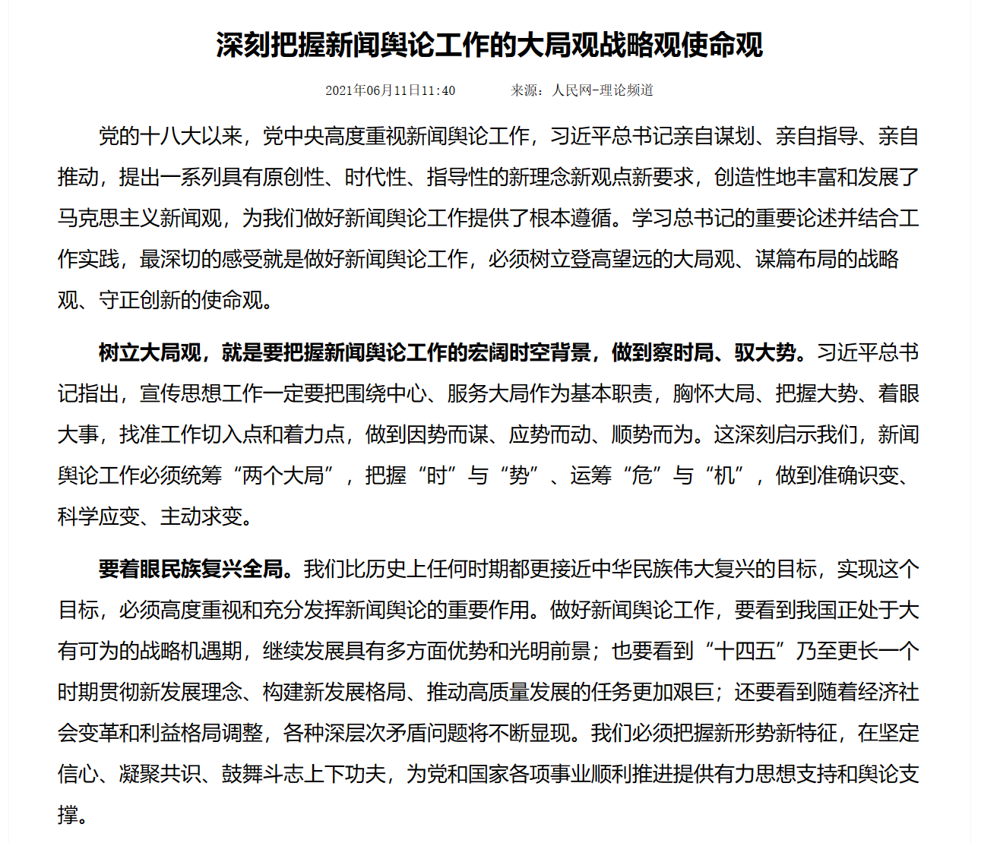 深刻把握新闻舆论工作的大局观战略观使命观
2021年06月11日11:40 来源：人民网-理论频道
党的十八大以来，党中央高度重视新闻舆论工作，习近平总书记亲自谋划、亲自指导、亲自
推动，提出一系列具有原创性、时代性、指导性的新理念新观点新要求，创造性地丰富和发展了
马克思主义新闻观，为我们做好新闻舆论工作提供了根本遵循。学习总书记的重要论述并结合工
作实践，最深切的感受就是做好新闻舆论工作，必须树立登高望远的大局观、谋篇布局的战略
观、守正创新的使命观。
树立大局观，就是要把握新闻舆论工作的宏阔时空背景，做到察时局、驭大势。习近平总书
记指出，宣传思想工作一定要把围绕中心、服务大局作为基本职责，胸怀大局、把握大势、着眼
大事，找准工作切入点和着力点，做到因势而谋、应势而动、顺势而为。这深刻启示我们，新闻
舆论工作必须统筹“两个大局”，把握“时”与“势”、运筹“危”与“机”，做到准确识变、
科学应变、主动求变。
要着眼民族复兴全局。我们比历史上任何时期都更接近中华民族伟大复兴的目标，实现这个
目标，必须高度重视和充分发挥新闻舆论的重要作用。做好新闻舆论工作，要看到我国正处于大
有可为的战略机遇期，继续发展具有多方面优势和光明前景；也要看到“十四五”乃至更长一个
时期贯彻新发展理念、构建新发展格局、推动高质量发展的任务更加艰巨；还要看到随着经济社
会变革和利益格局调整，各种深层次矛盾问题将不断显现。我们必须把握新形势新特征，在坚定
信心、凝聚共识、鼓舞斗志上下功夫，为党和国家各项事业顺利推进提供有力思想支持和舆论支
撑。